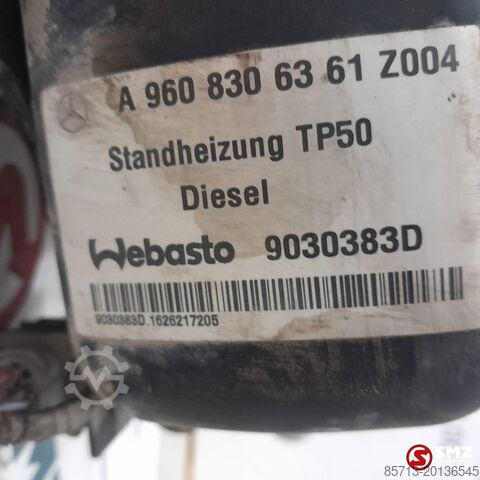 A 960 830 63 61 Z004
Standheizung TP50
Diesel
Webasto 9030383D
9030383D.1626217205
SMZ
85713-20136545